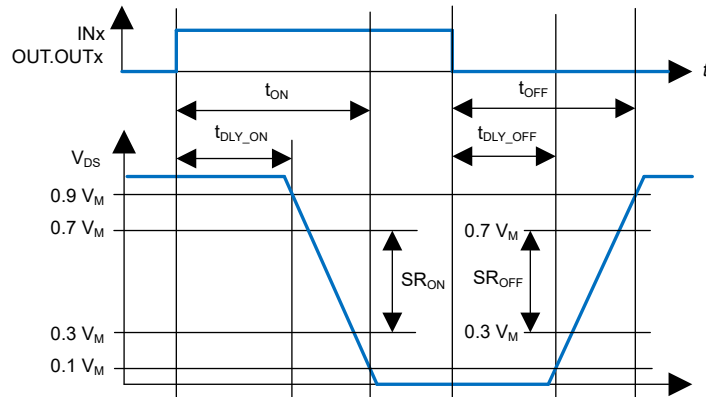 INx
OUT.OUTx
t
tON
tOFF
tDLY_ON
tDLY_OFF
VDS
0.9 VM
0.7 VM
0.7 VM
SRON
SROFF
0.3 VM
0.3 VM
0.1 VM